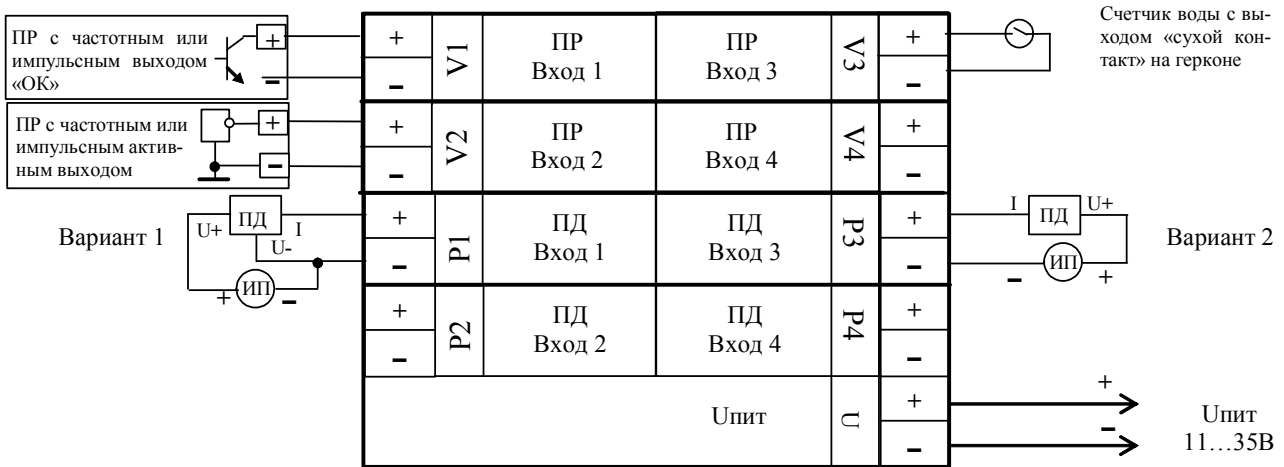 ПР с частотным или
импульсным выходом
«ОК»
+
–
+
–
V1
ПР
Вход 1
ПР
Вход 3
V3
+
–
Счетчик воды с вы-
ходом «сухой кон-
такт» на герконе
ПР с частотным или
импульсным актив-
ным выходом
+
–
+
–
V2
ПР
Вход 2
ПР
Вход 4
V4
+
–
Вариант 1
U+
ПД
I
U-
+
ИП
–
+
–
P1
ПД
Вход 1
ПД
Вход 3
P3
+
–
I
ПД
U+
–
ИП
+
Вариант 2
+
–
P2
ПД
Вход 2
ПД
Вход 4
P4
+
–
Uпит
U
+
–
+
–
Uпит
11…35В